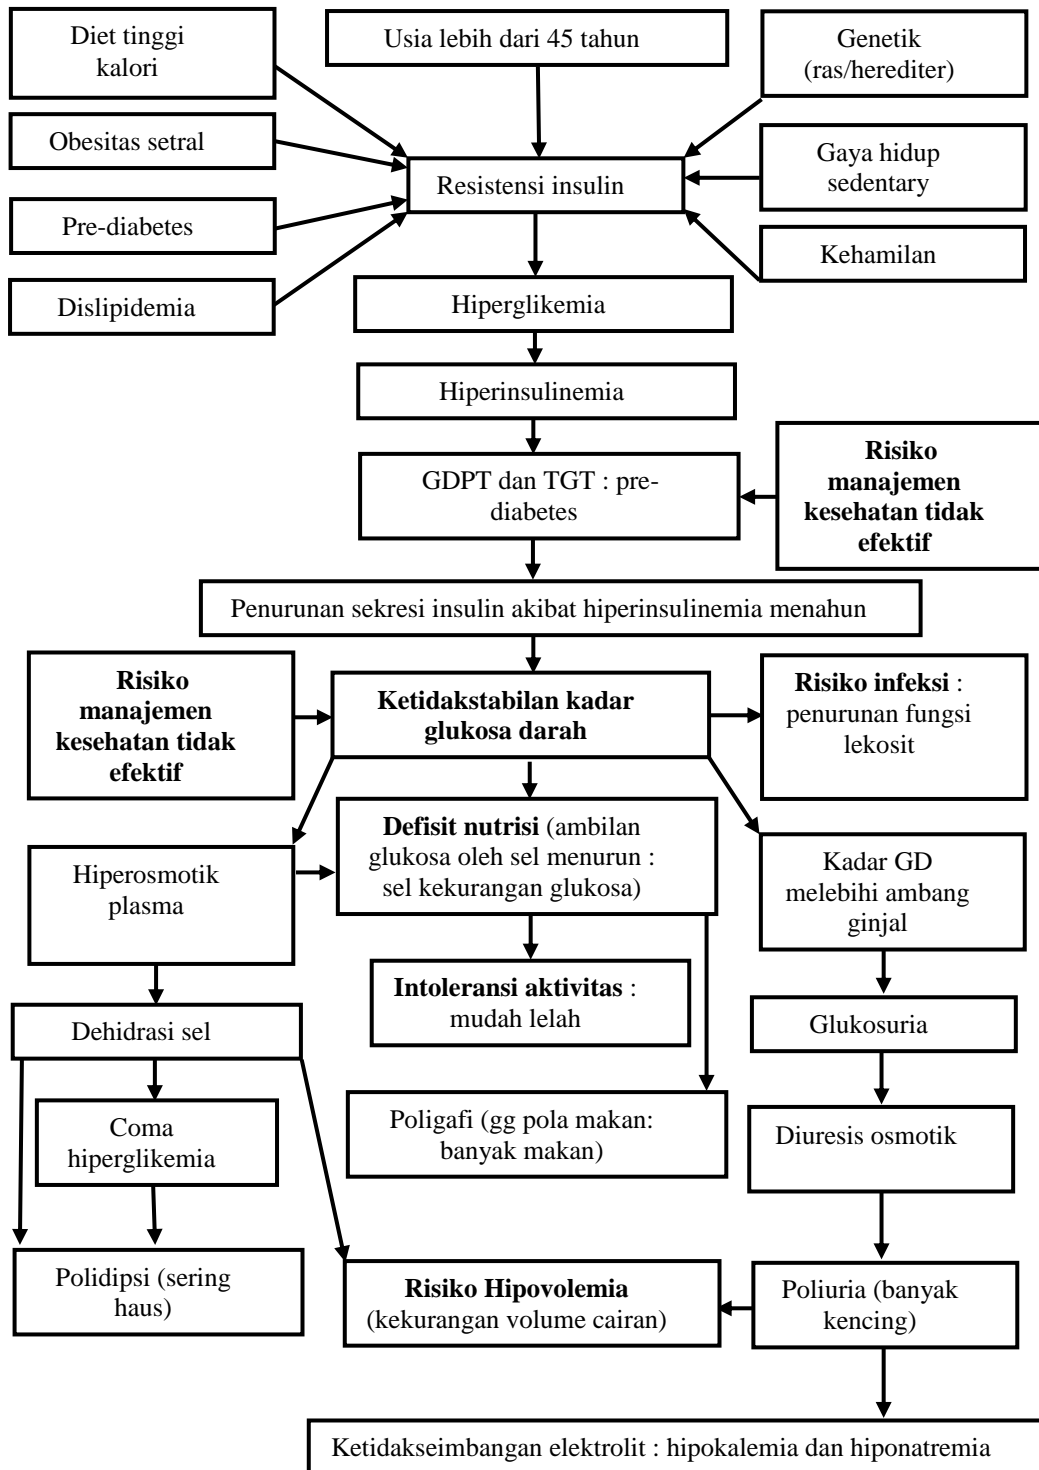 Diet tinggi
kalori
Usia lebih dari 45 tahun
Genetik
(ras/herediter)
Obesitas setral
Resistensi insulin
Gaya hidup
sedentary
Pre-diabetes
Kehamilan
Dislipidemia
Hiperglikemia
Hiperinsulinemia
GDPT dan TGT : pre-
diabetes
Risiko
manajemen
kesehatan tidak
efektif
Penurunan sekresi insulin akibat hiperinsulinemia menahun
Risiko
manajemen
kesehatan tidak
efektif
Ketidakstabilan kadar
glukosa darah
Risiko infeksi :
penurunan fungsi
lekosit
Hiperosmotik
plasma
Defisit nutrisi (ambilan
glukosa oleh sel menurun :
sel kekurangan glukosa)
Kadar GD
melebihi ambang
ginjal
Intoleransi aktivitas :
mudah lelah
Dehidrasi sel
Glukosuria
Coma
hiperglikemia
Poligafi (gg pola makan:
banyak makan)
Diuresis osmotik
Polidipsi (sering
haus)
Risiko Hipovolemia
(kekurangan volume cairan)
Poliuria (banyak
kencing)
Ketidakseimbangan elektrolit : hipokalemia dan hiponatremia